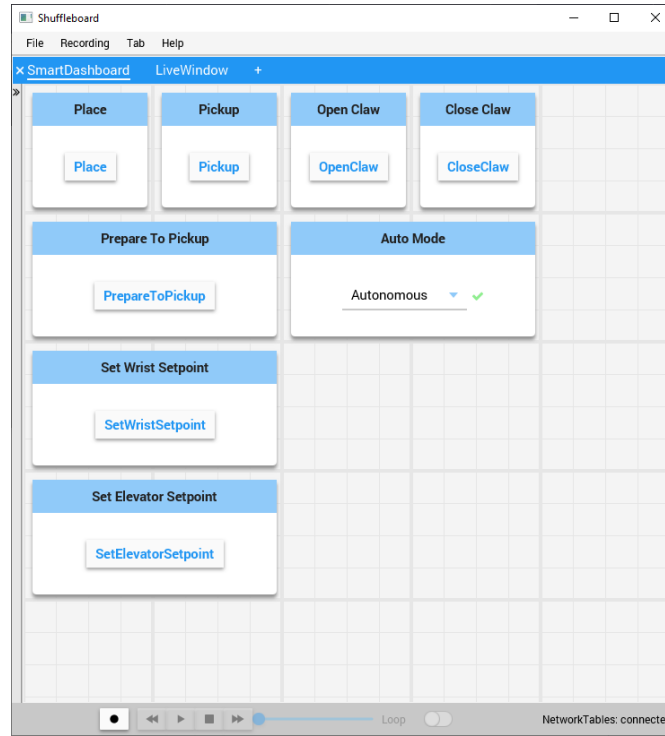 Shuffleboard
File Recording Tab Help
SmartDashboard LiveWindow +
Place Pickup Open Claw Close Claw
Place Pickup OpenClaw CloseClaw
Prepare To Pickup Auto Mode
PrepareToPickup Autonomous
Set Wrist Setpoint
SetWristSetpoint
Set Elevator Setpoint
SetElevatorSetpoint
Loop NetworkTables: connecte